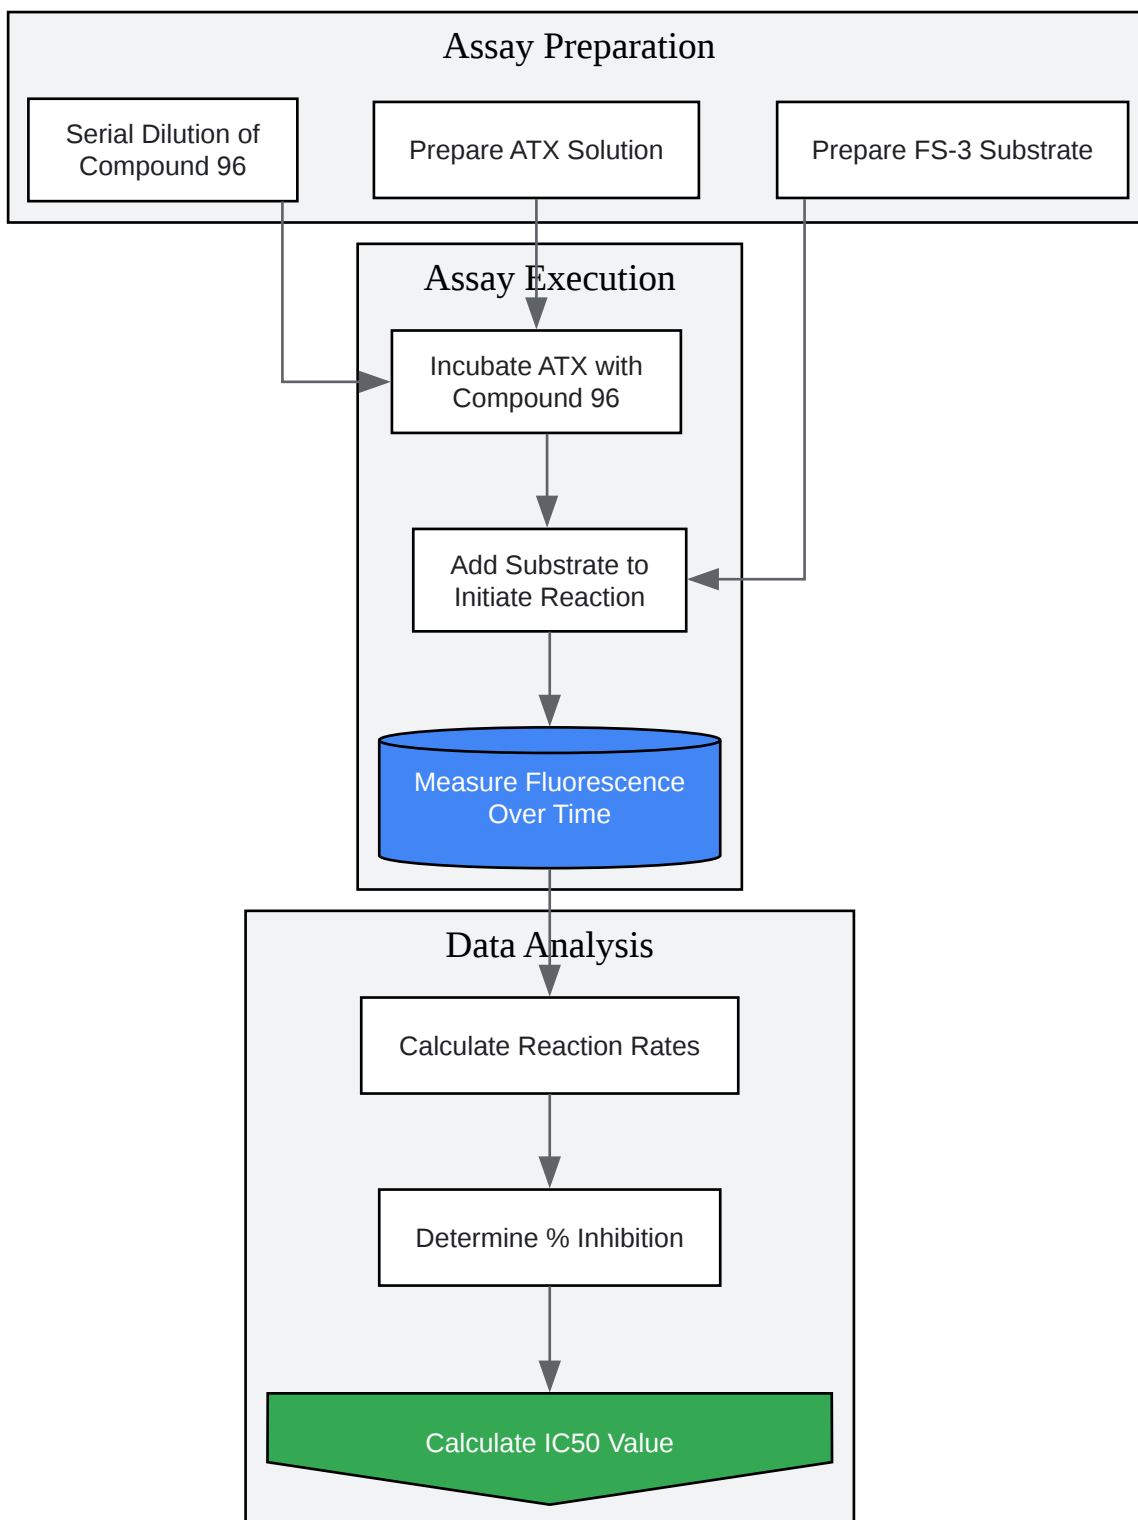 Assay Preparation
Serial Dilution of
Compound 96
Prepare ATX Solution
Prepare FS-3 Substrate
Assay Execution
Incubate ATX with
Compound 96
Add Substrate to
Initiate Reaction
Measure Fluorescence
Over Time
Data Analysis
Calculate Reaction Rates
Determine % Inhibition
Calculate IC50 Value